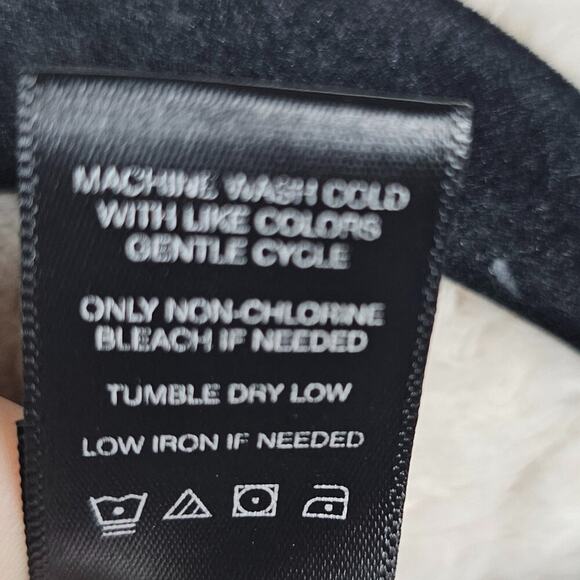 MACHINE WASH COLD
WITH LIKE COLORS
GENTLE CYCLE
ONLY NON-CHLORINE
BLEACH IF NEEDED
TUMBLE DRY LOW
LOW IRON IF NEEDED